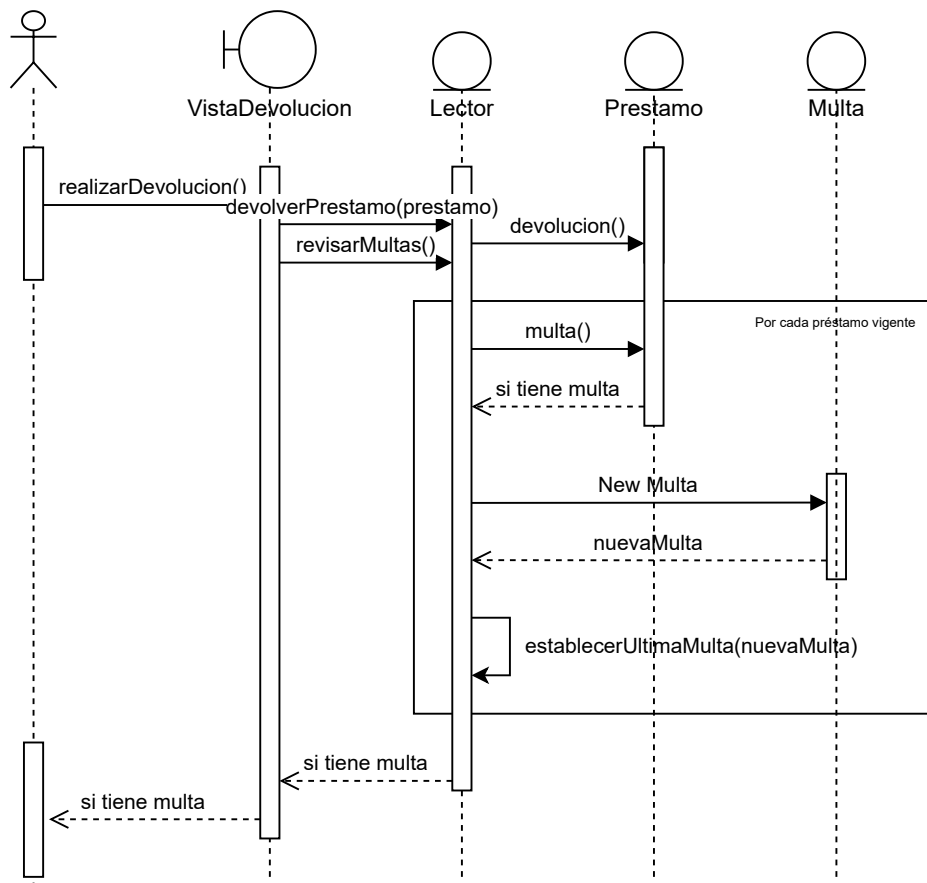 VistaDevolucion
Lector
Prestamo
Multa
realizarDevolucion()
devolverPrestamo(prestamo)
devolucion()
revisarMultas()
Por cada préstamo vigente
multa()
si tiene multa
New Multa
nuevaMulta
establecerUltimaMulta(nuevaMulta)
si tiene multa
si tiene multa